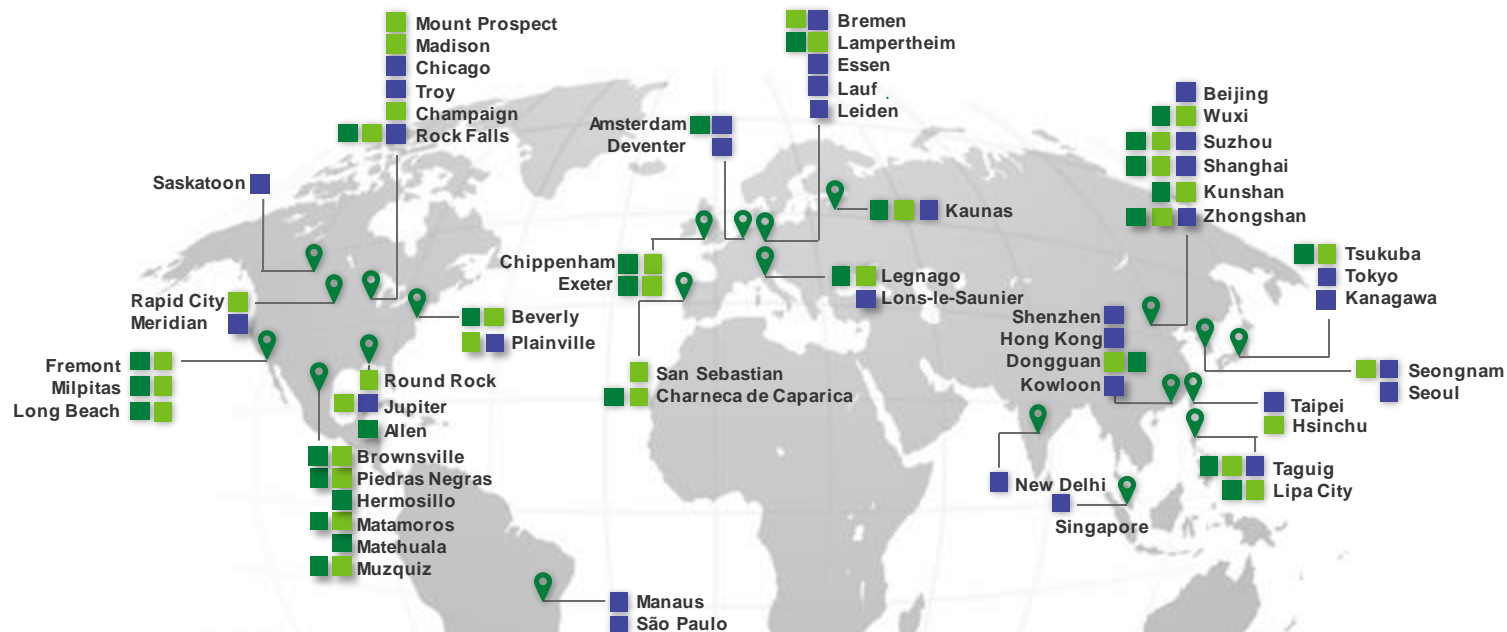 Mount Prospect
Madison
Chicago
Troy
Champaign
Rock Falls
Saskatoon
Rapid City
Meridian
Fremont
Milpitas
Long Beach
Beverly
Plainville
Round Rock
Jupiter
Allen
Brownsville
Piedras Negras
Hermosillo
Matamoros
Matehuala
Muzquiz
Manaus
São Paulo
Bremen
Lampertheim
Essen
Lauf
Leiden
Amsterdam
Deventer
Kaunas
Chippenham
Exeter
Legnago
Lons-le-Saunier
San Sebastian
Charneca de Caparica
Beijing
Wuxi
Suzhou
Shanghai
Kunshan
Zhongshan
Tsukuba
Tokyo
Kanagawa
Shenzhen
Hong Kong
Dongguan
Kowloon
Seongnam
Seoul
Taipei
Hsinchu
Taguig
Lipa City
New Delhi
Singapore